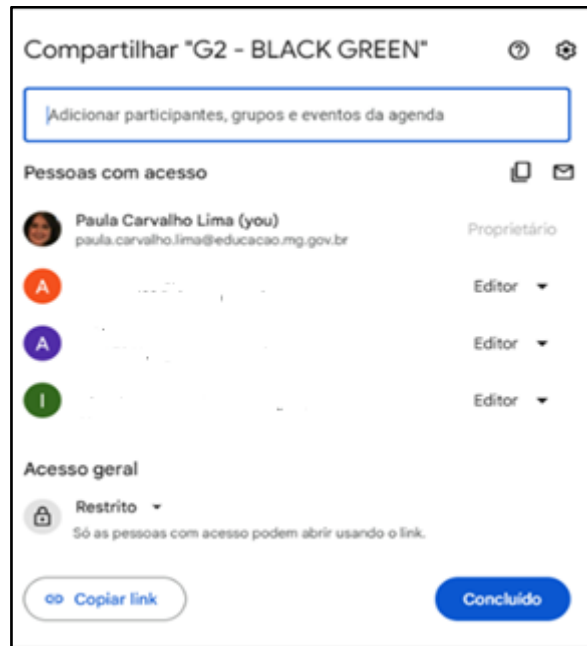 Compartilhar "G2 - BLACK GREEN"
Adicionar participantes, grupos e eventos da agenda
Pessoas com acesso
Paula Carvalho Lima (you)
paula.carvalho.lima@educacao.mg.gov.br
Proprietário
A
Editor
A
Editor
I
Editor
Acesso geral
Restrito
Só as pessoas com acesso podem abrir usando o link.
Copiar link
Concluído